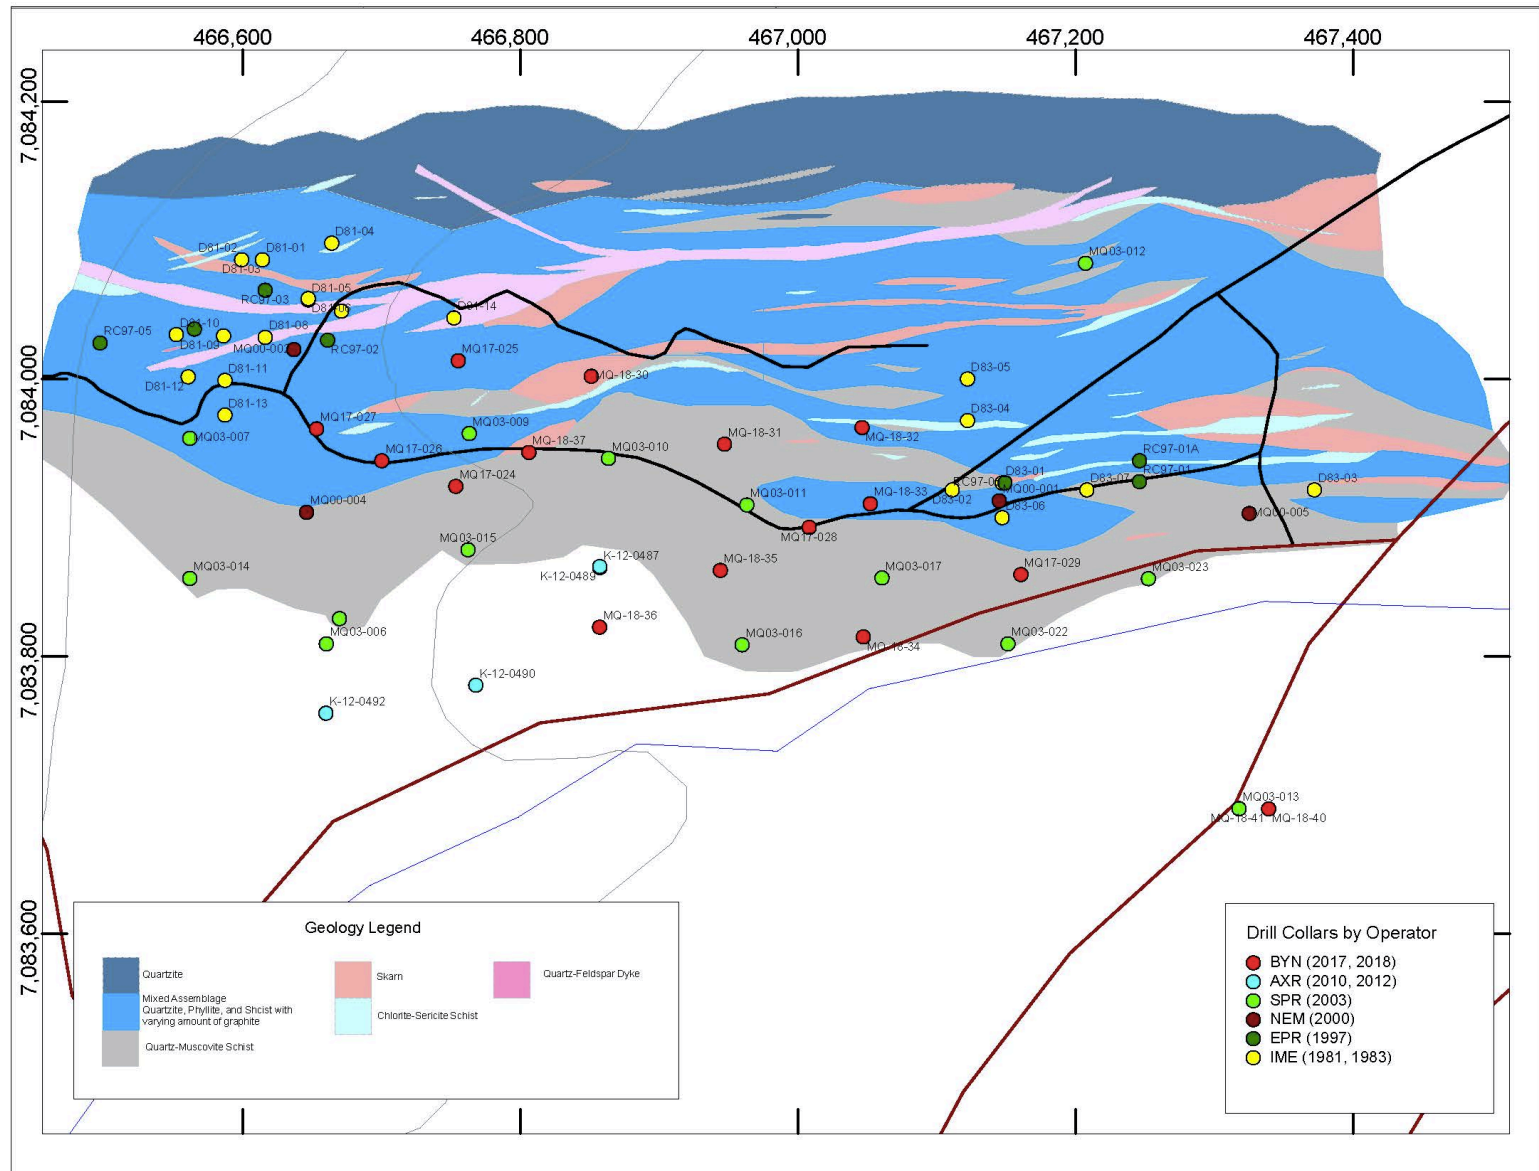 466,600
466,800
467,000
467,200
467,400
7,084,200
7,084,000
7,083,800
7,083,600
D81-04
D81-02
D81-01
D81-03
MQ03-012
RC97-03
D81-05
D81-06
D81-14
RC97-05
D81-10
D81-08
D81-09
MQ00-002
RC97-02
MQ17-025
D81-11
D81-12
MQ-18-30
D83-05
D81-13
D83-04
MQ17-027
MQ03-009
MQ03-007
MQ-18-31
MQ-18-32
MQ17-026
MQ-18-37
MQ03-010
RC97-01A
MQ17-024
D83-01
D83-07
RC97-01
D83-03
MQ00-004
MQ03-011
MQ-18-33
D83-02
MQ00-001
D83-06
MQ00-005
MQ17-028
MQ03-015
K-12-0487
K-12-0489
MQ03-014
MQ-18-35
MQ03-017
MQ17-029
MQ03-023
MQ-18-36
MQ03-006
MQ03-016
MQ-18-34
MQ03-022
K-12-0490
K-12-0492
MQ03-013
MQ-18-41
MQ-18-40
Geology Legend
Quartzite
Mixed Assemblage
Quartzite, Phyllite, and Shcist with
varying amount of graphite
Quartz-Muscovite Schist
Skarn
Chlorite-Sericite Schist
Quartz-Feldspar Dyke
Drill Collars by Operator
BYN (2017, 2018)
AXR (2010, 2012)
SPR (2003)
NEM (2000)
EPR (1997)
IME (1981, 1983)